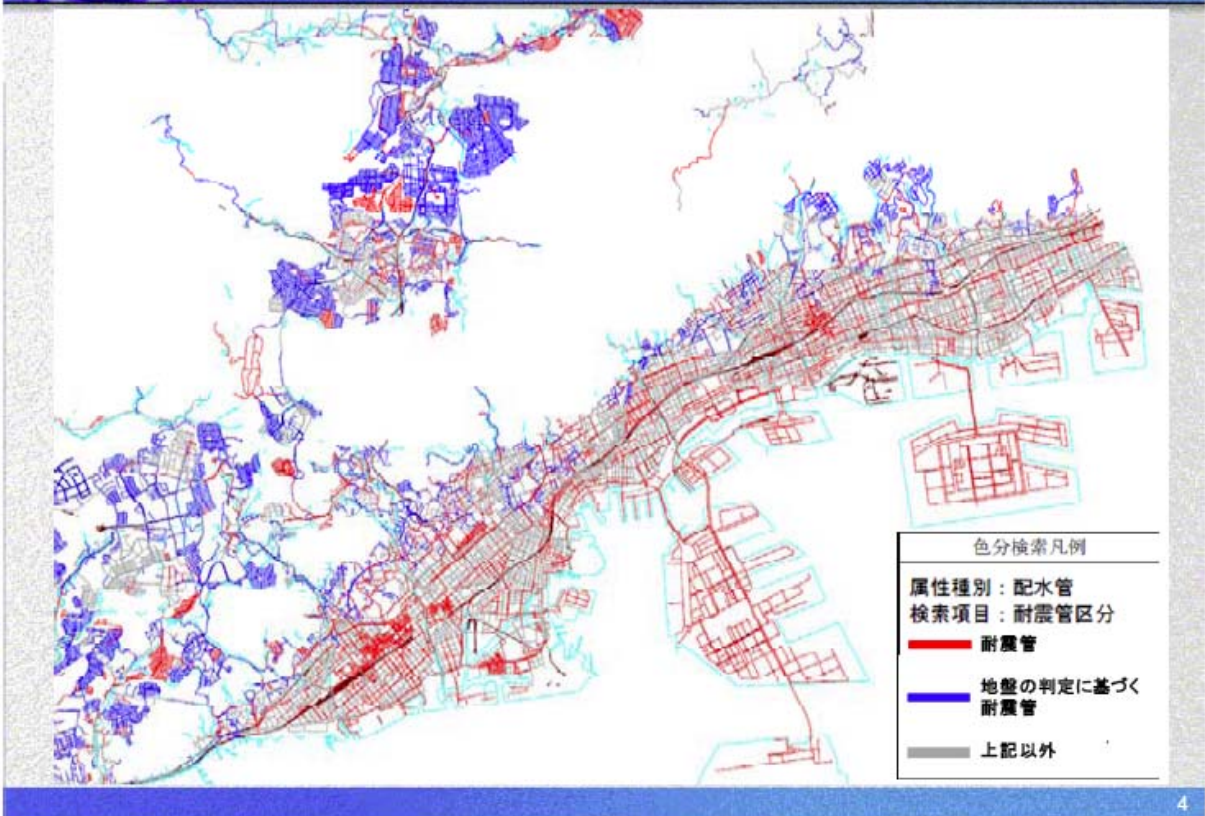 色分検索凡例
属性種別：配水管
検索項目：耐震管区分
耐震管
地盤の判定に基づく
耐震管
上記以外
4